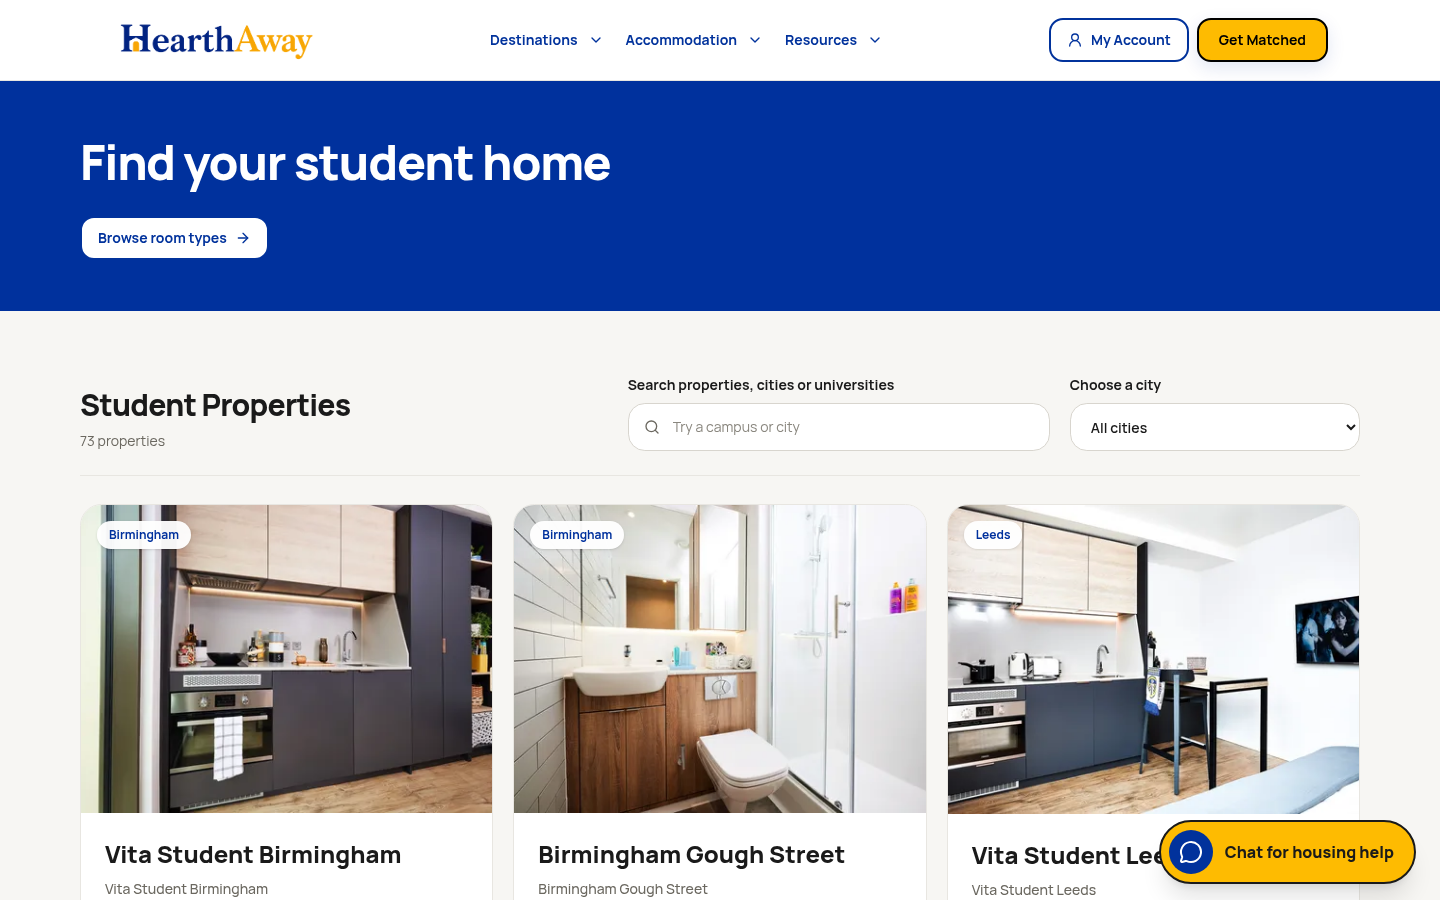 HearthAway
Destinations
Accommodation
Resources
My Account
Get Matched
Find your student home
Browse room types
Student Properties
73 properties
Search properties, cities or universities
Try a campus or city
Choose a city
All cities
Birmingham
Birmingham
Leeds
Vita Student Birmingham
Vita Student Birmingham
Birmingham Gough Street
Birmingham Gough Street
Vita Student Lee
Vita Student Leeds
Chat for housing help